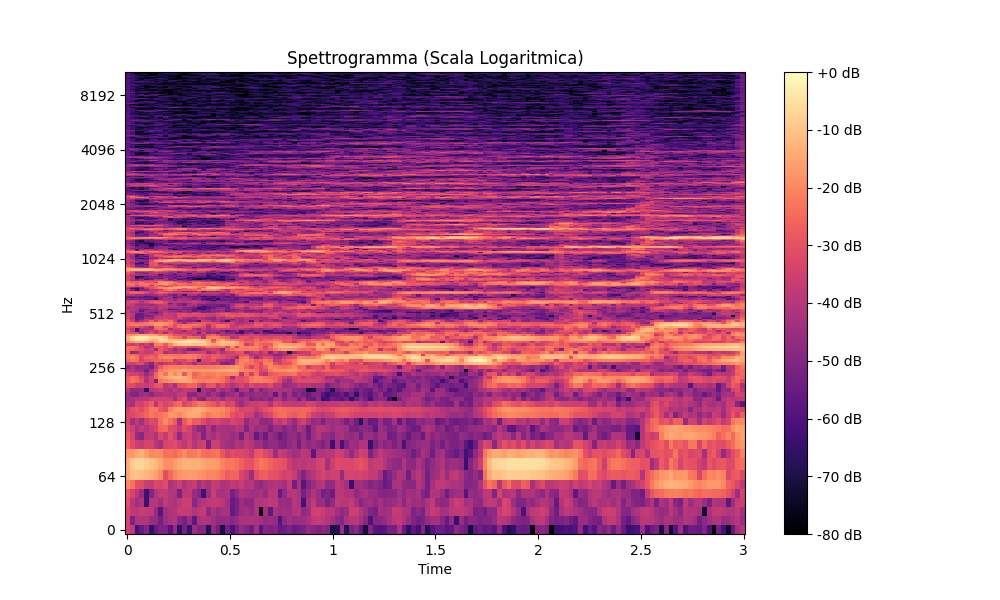 Spettrogramma (Scala Logaritmica)
Hz
8192
4096
2048
1024
512
256
128
64
0
0
0.5
1
1.5
2
2.5
3
Time
+0 dB
-10 dB
-20 dB
-30 dB
-40 dB
-50 dB
-60 dB
-70 dB
-80 dB